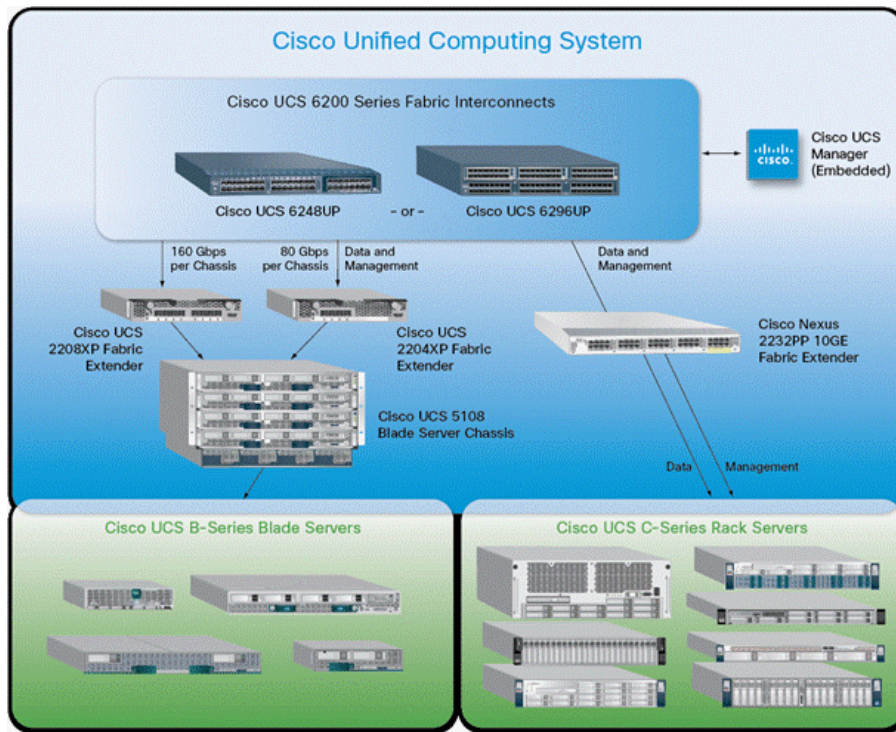 Cisco Unified Computing System
Cisco UCS 6200 Series Fabric Interconnects
Cisco UCS 6248UP
- or -
Cisco UCS 6296UP
CISCO
Cisco UCS
Manager
(Embedded)
160 Gbps
per Chassis
80 Gbps
per Chassis
Data and
Management
Data and
Management
Cisco UCS
2208XP Fabric
Extender
Cisco UCS
2204XP Fabric
Extender
Cisco Nexus
2232PP 10GE
Fabric Extender
Cisco UCS 5108
Blade Server Chassis
Data
Management
Cisco UCS B-Series Blade Servers
Cisco UCS C-Series Rack Servers